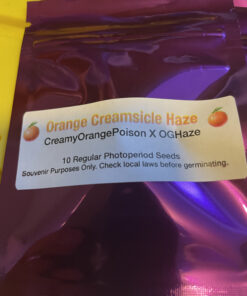 Orange Creamsicle Haze
CreamyOrangePoison X OGHaze
10 Regular Photoperiod Seeds
Souvenir Purposes Only. Check local laws before germinating.